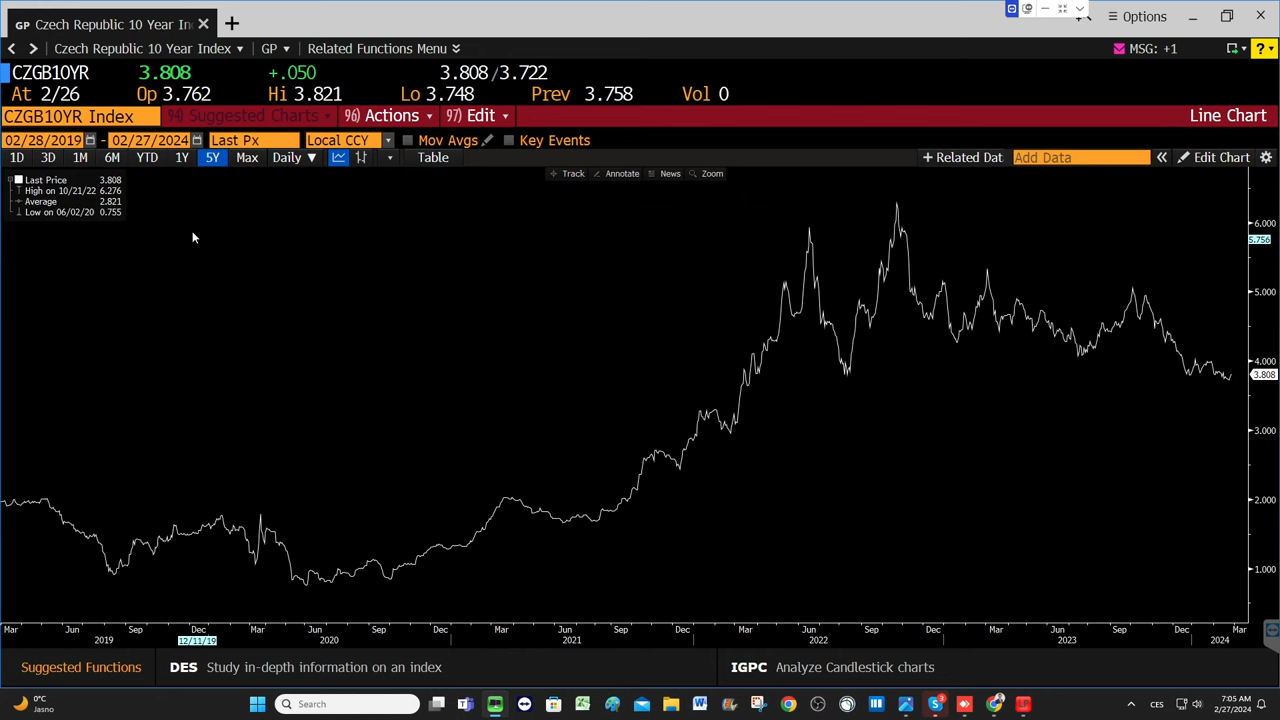 GP Czech Republic 10 Year In
Options
Czech Republic 10 Year Index GP Related Functions Menu MSG: +1
CZGB10YR 3.808 +.050 3.808/3.722
At 2/26 Op 3.762 Hi 3.821 Lo 3.748 Prev 3.758 Vol 0
CZGB10YR Index 94) Suggested Charts 96) Actions 97) Edit Line Chart
02/28/2019 - 02/27/2024 Last Px Local CCY Mov Avgs Key Events
1D 3D 1M 6M YTD 1Y 5Y Max Daily ▼ Table + Related Dat Add Data « Edit Chart
Track Annotate News Zoom
Last Price 3.808
High on 10/21/22 6.276
Average 2.821
Low on 06/02/20 0.755
6.000
5.756
5.000
4.000
3.808
3.000
2.000
1.000
Mar Jun Sep Dec Mar Jun Sep Dec Mar Jun Sep Dec Mar Jun Sep Dec Mar Jun Sep Dec Mar
2019 12/11/19 2020 2021 2022 2023 2024
Suggested Functions DES Study in-depth information on an index IGPC Analyze Candlestick charts
0°C
Jasno
Search
3
CES
7:05 AM
2/27/2024